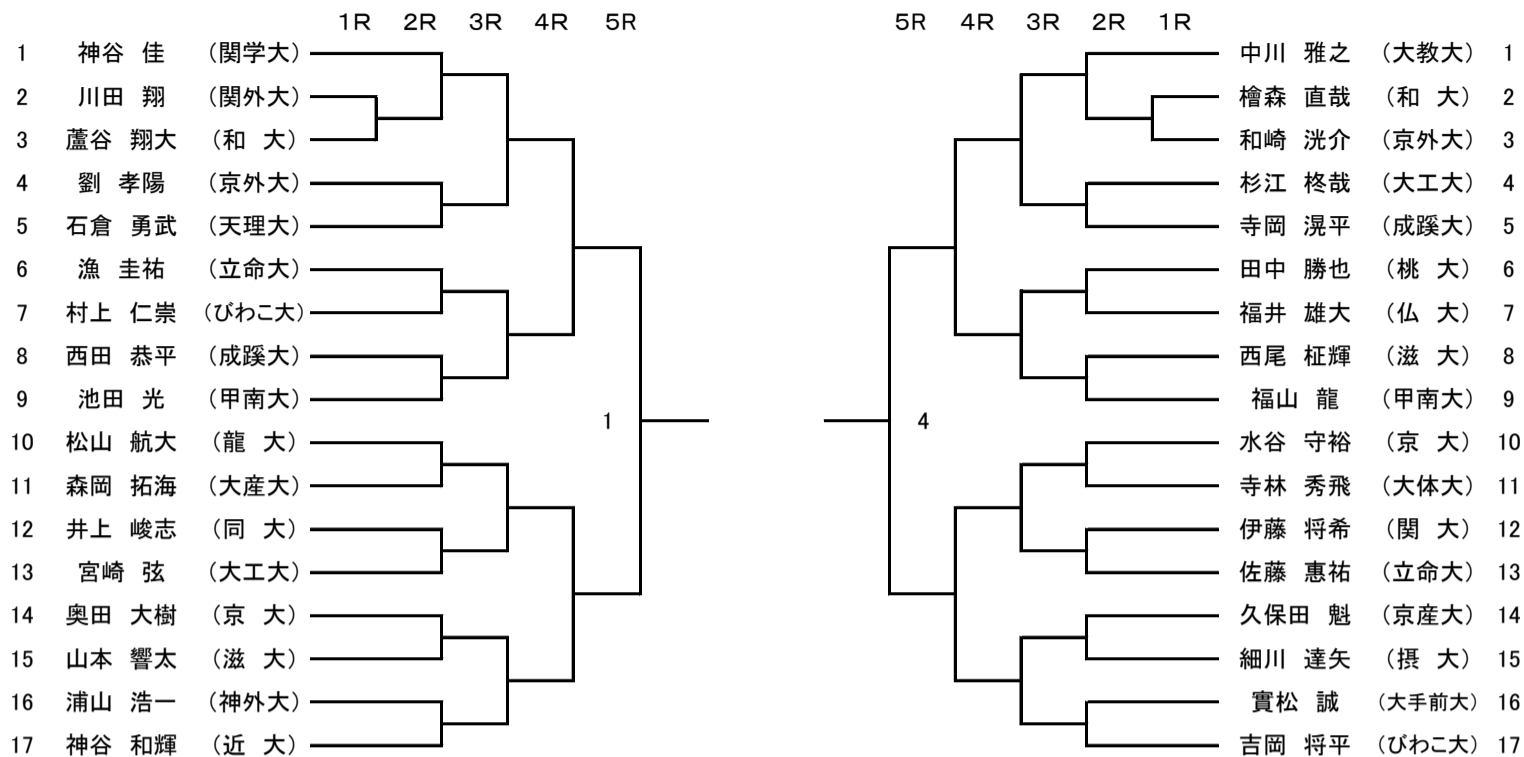 1R 2R 3R 4R 5R 5R 4R 3R 2R 1R
1 神谷 佳 (関学大) 中川 雅之 (大教大) 1
2 川田 翔 (関外大) 檜森 直哉 (和 大) 2
3 蘆谷 翔大 (和 大) 和崎 洸介 (京外大) 3
4 劉 孝陽 (京外大) 杉江 柊哉 (大工大) 4
5 石倉 勇武 (天理大) 寺岡 滉平 (成蹊大) 5
6 漁 圭祐 (立命大) 田中 勝也 (桃 大) 6
7 村上 仁崇 (びわこ大) 福井 雄大 (仏 大) 7
8 西田 恭平 (成蹊大) 西尾 柾輝 (滋 大) 8
9 池田 光 (甲南大) 福山 龍 (甲南大) 9
1 4
10 松山 航大 (龍 大) 水谷 守裕 (京 大) 10
11 森岡 拓海 (大産大) 寺林 秀飛 (大体大) 11
12 井上 峻志 (同 大) 伊藤 将希 (関 大) 12
13 宮崎 弦 (大工大) 佐藤 惠祐 (立命大) 13
14 奥田 大樹 (京 大) 久保田 魁 (京産大) 14
15 山本 響太 (滋 大) 細川 達矢 (摂 大) 15
16 浦山 浩一 (神外大) 實松 誠 (大手前大) 16
17 神谷 和輝 (近 大) 吉岡 将平 (びわこ大) 17